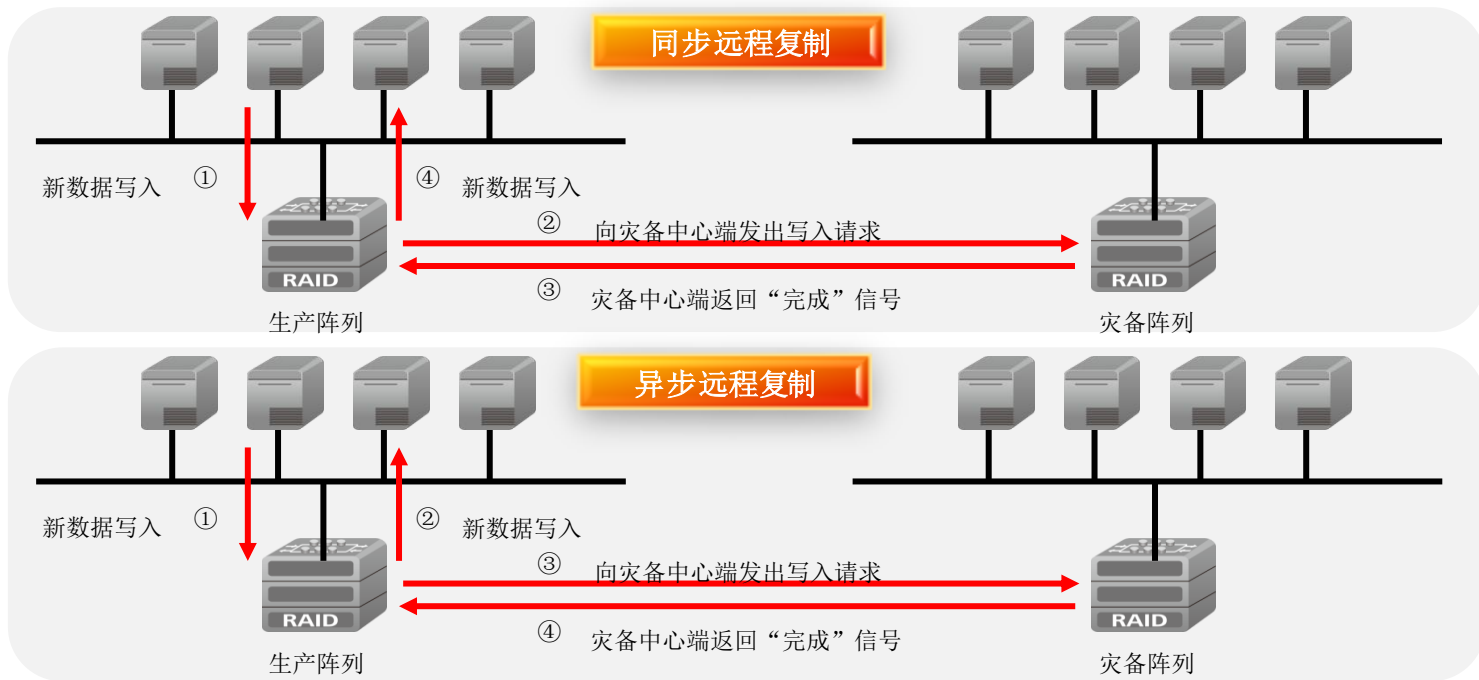 同步远程复制
新数据写入 ① ④ 新数据写入
② 向灾备中心端发出写入请求
RAID RAID
③ 灾备中心端返回“完成”信号
生产阵列 灾备阵列
异步远程复制
新数据写入 ① ② 新数据写入
③ 向灾备中心端发出写入请求
RAID RAID
④ 灾备中心端返回“完成”信号
生产阵列 灾备阵列